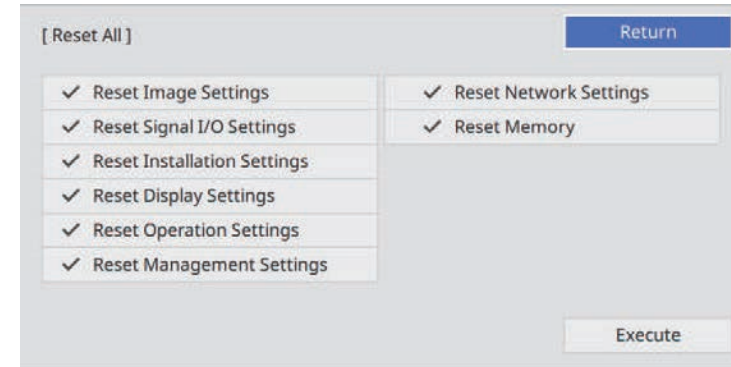 [ Reset All ]
Return
✓ Reset Image Settings
✓ Reset Signal I/O Settings
✓ Reset Installation Settings
✓ Reset Display Settings
✓ Reset Operation Settings
✓ Reset Management Settings
✓ Reset Network Settings
✓ Reset Memory
Execute